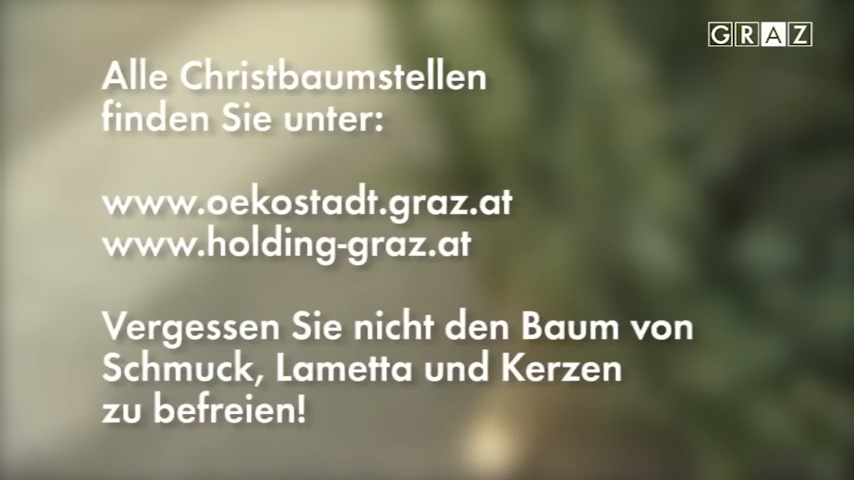 GRAZ
Alle Christbaumstellen
finden Sie unter:
www.oekostadt.graz.at
www.holding-graz.at
Vergessen Sie nicht den Baum von
Schmuck, Lametta und Kerzen
zu befreien!